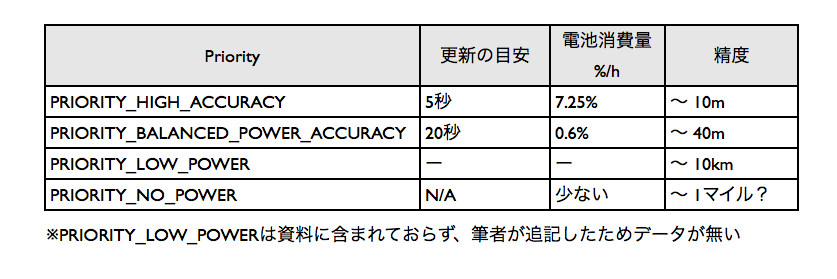 Priority 更新の目安 電池消費量 %/h 精度
PRIORITY_HIGH_ACCURACY 5秒 7.25% 〜 10m
PRIORITY_BALANCED_POWER_ACCURACY 20秒 0.6% 〜 40m
PRIORITY_LOW_POWER ー ー 〜 10km
PRIORITY_NO_POWER N/A 少ない 〜 1マイル？
※PRIORITY_LOW_POWERは資料に含まれておらず、筆者が追記したためデータが無い